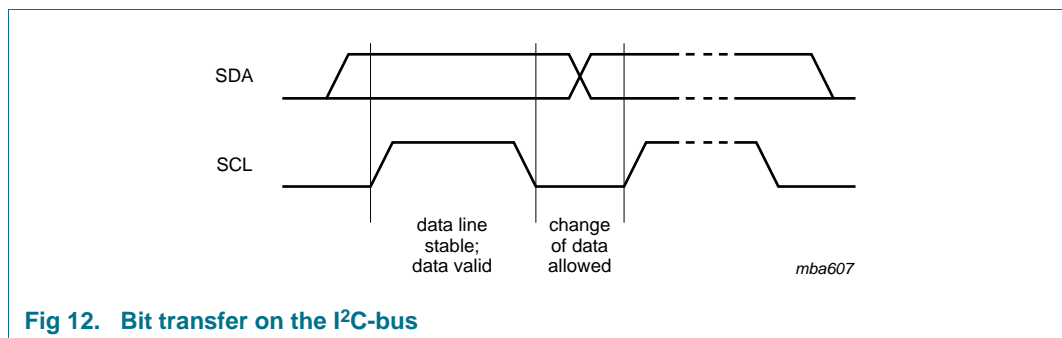 SDA
SCL
data line
stable;
data valid
change
of data
allowed
mba607
Fig 12. Bit transfer on the I²C-bus